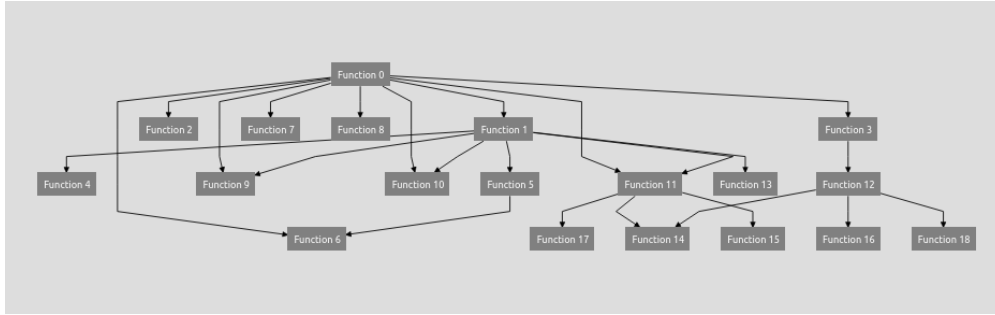 Function 0
Function 2
Function 7
Function 8
Function 1
Function 3
Function 4
Function 9
Function 10
Function 5
Function 11
Function 13
Function 12
Function 6
Function 17
Function 14
Function 15
Function 16
Function 18